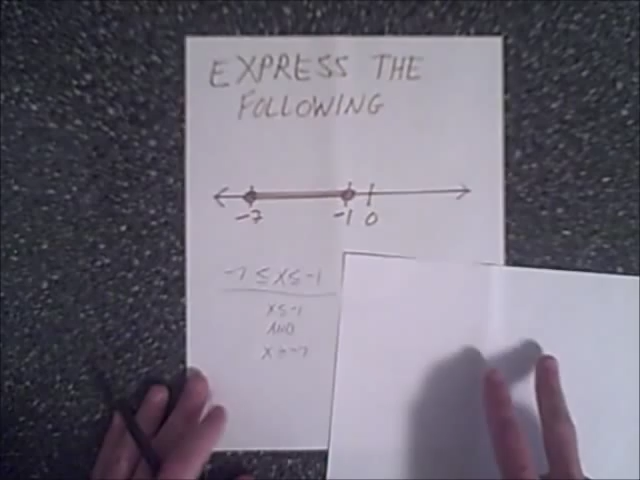 EXPRESS THE
FOLLOWING
-7 -1 0
-7 ≤ X ≤ -1
X ≤ -1
AND
X ≥ -7